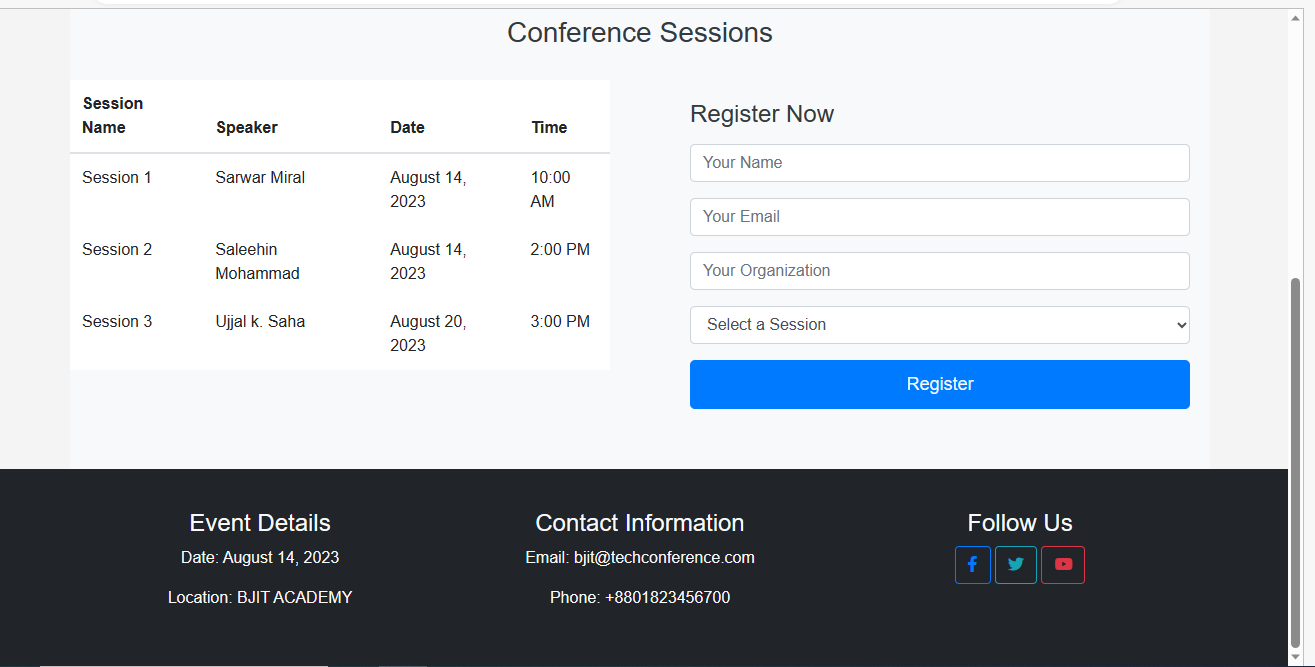 Conference Sessions
Session
Name Speaker Date Time
Session 1 Sarwar Miral August 14, 10:00
2023 AM
Session 2 Saleehin August 14, 2:00 PM
Mohammad 2023
Session 3 Ujjal k. Saha August 20, 3:00 PM
2023
Register Now
Your Name
Your Email
Your Organization
Select a Session
Register
Event Details
Date: August 14, 2023
Location: BJIT ACADEMY
Contact Information
Email: bjit@techconference.com
Phone: +8801823456700
Follow Us